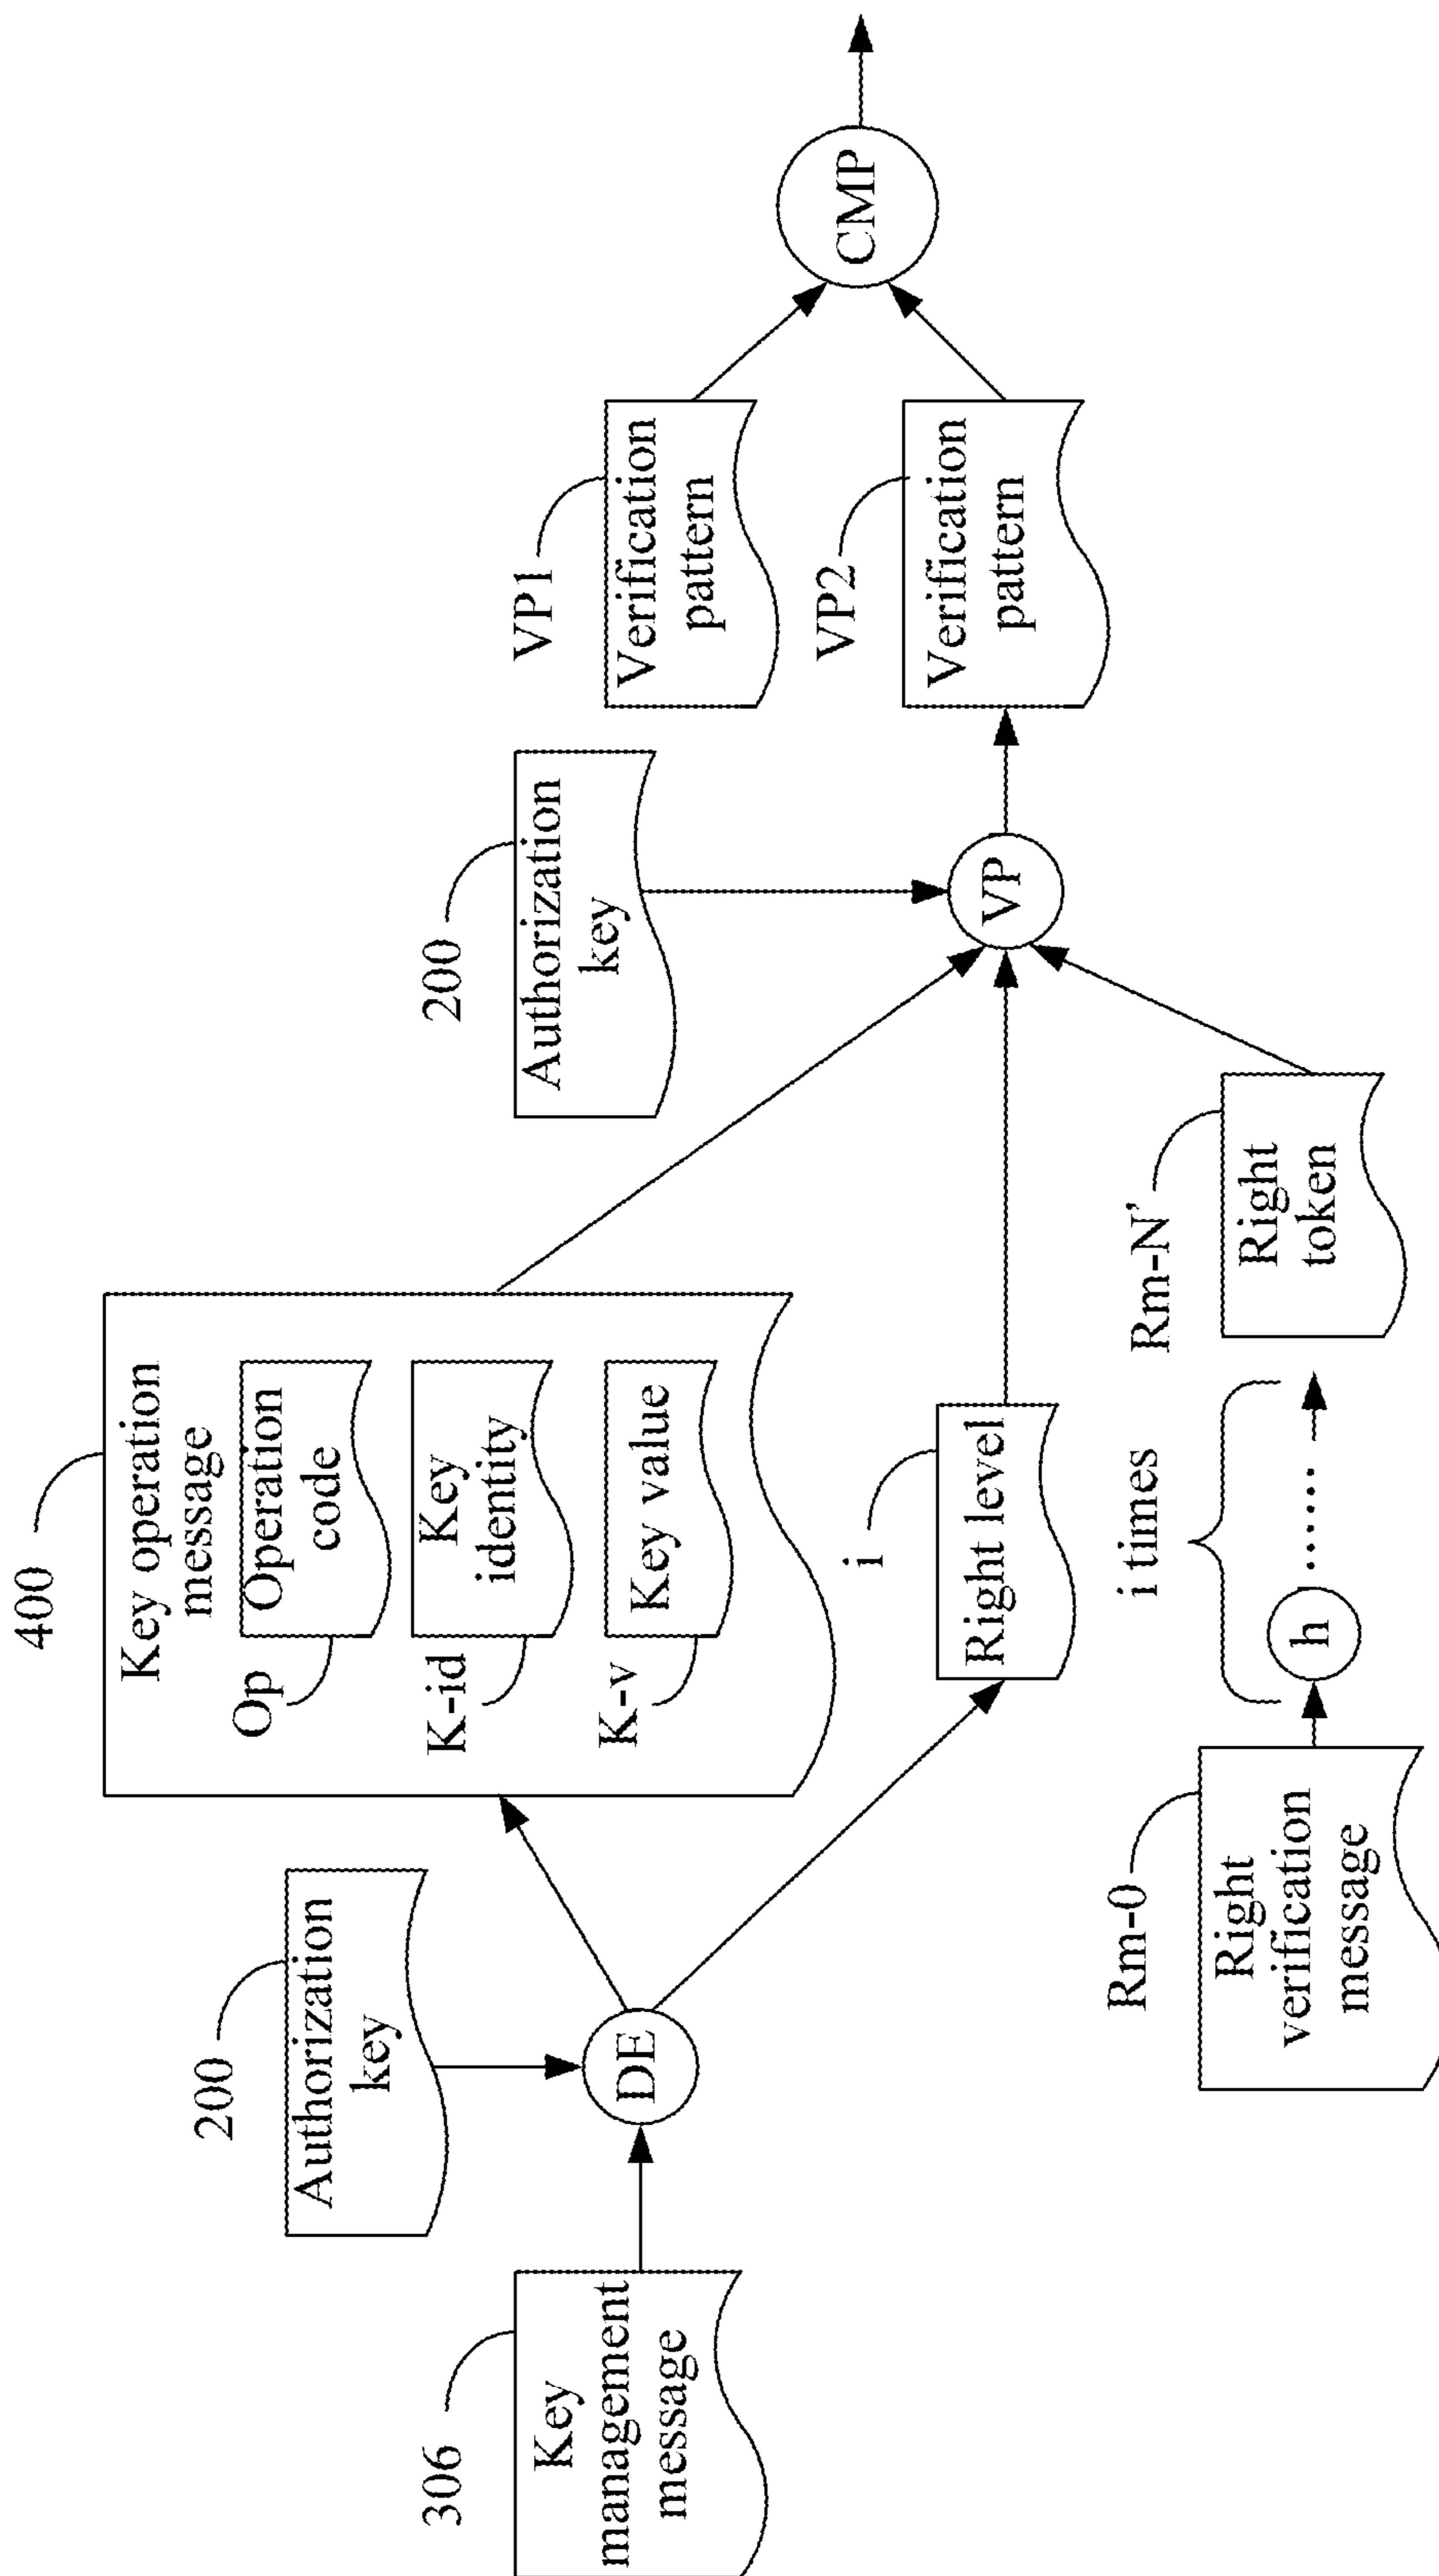 306
Key
management
message
200
Authorization
key
DE
400
Key operation
message
Op
Operation
code
K-id
Key
identity
K-v
Key value
i
Right level
Rm-0
Right
verification
message
h
......
i times
Rm-N'
Right
token
200
Authorization
key
VP
VP1
Verification
pattern
VP2
Verification
pattern
CMP